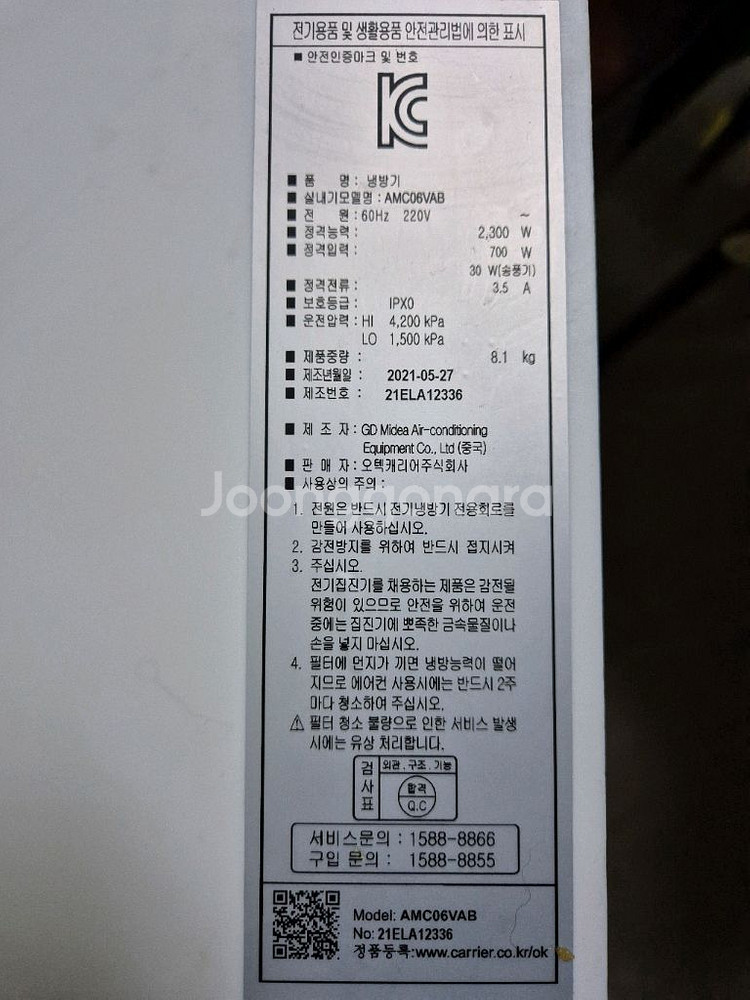 전기용품 및 생활용품 안전관리법에 의한 표시
■ 안전인증마크 및 번호
■ 품 명 : 냉방기
■ 실내기모델명 : AMC06VAB
■ 전 원 : 60Hz 220V ~
■ 정격능력 : 2,300 W
■ 정격입력 : 700 W
30 W(송풍기)
■ 정격전류 : 3.5 A
■ 보호등급 : IPX0
■ 운전압력 : HI 4,200 kPa
LO 1,500 kPa
■ 제품중량 : 8.1 kg
■ 제조년월일 : 2021-05-27
■ 제조번호 : 21ELA12336
■ 제 조 자 : GD Midea Air-conditioning
Equipment Co., Ltd (중국)
■ 판 매 자 : 오텍캐리어주식회사
■ 사용상의 주의 :
Joonggonara
1. 전원은 반드시 전기냉방기 전용회로를
만들어 사용하십시오.
2. 감전방지를 위하여 반드시 접지시켜
3. 주십시오.
전기집진기를 채용하는 제품은 감전될
위험이 있으므로 안전을 위하여 운전
중에는 집진기에 뾰족한 금속물질이나
손을 넣지 마십시오.
4. 필터에 먼지가 끼면 냉방능력이 떨어
지므로 에어컨 사용시에는 반드시 2주
마다 청소하여 주십시오.
⚠ 필터 청소 불량으로 인한 서비스 발생
시에는 유상 처리합니다.
검사표
외관 . 구조 . 기능
합격
Q.C
서비스문의 : 1588-8866
구입 문의 : 1588-8855
Model: AMC06VAB
No: 21ELA12336
정품등록:www.carrier.co.kr/ok